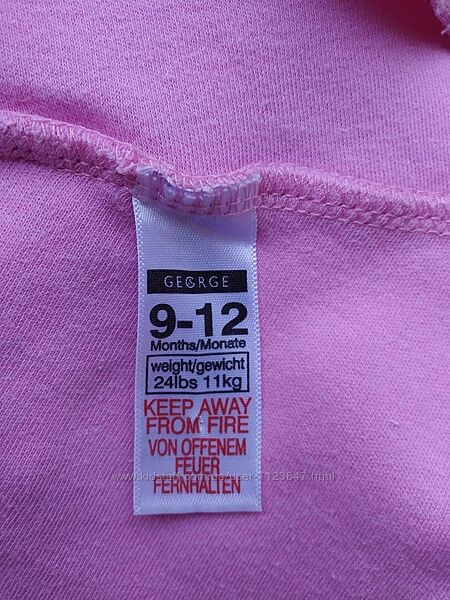 GEORGE
9-12
Months/Monate
weight/gewicht
24lbs 11kg
KEEP AWAY
FROM FIRE
VON OFFENEM
FEUER
FERNHALTEN